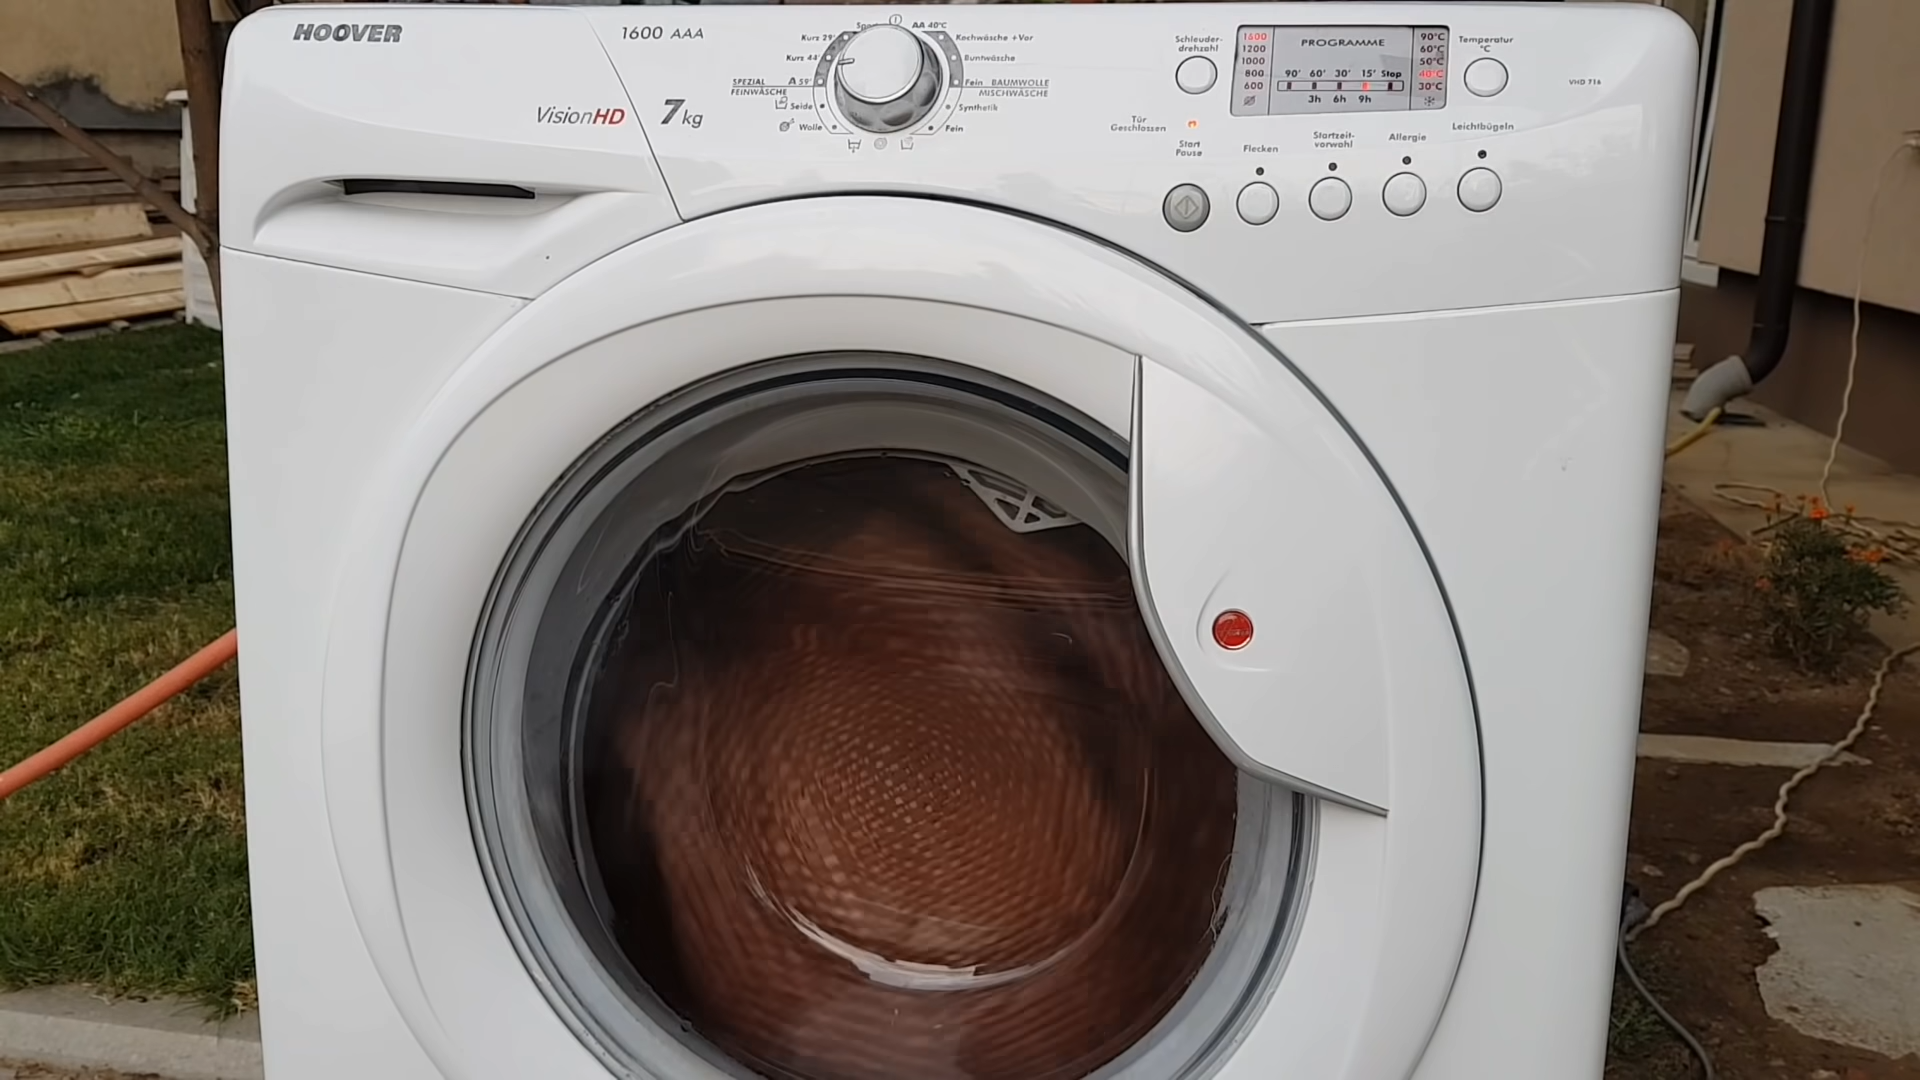 HOOVER
1600 AAA
VisionHD
7kg
AA 40°C
Kurz 29'
Kurz 44'
SPEZIAL
A 59'
FEINWÄSCHE
Seide
Wolle
Kochwäsche +Vor
Buntwäsche
Fein BAUMWOLLE
MISCHWÄSCHE
Synthetik
Fein
Schleuder-
drehzahl
1600
1200
1000
800
600
PROGRAMME
90' 60' 30' 15' Stop
3h 6h 9h
90°C
60°C
50°C
40°C
30°C
Temperatur
°C
VHD 716
Tür
Geschlossen
Start
Pause
Flecken
Startzeit-
vorwahl
Allergie
Leichtbügeln